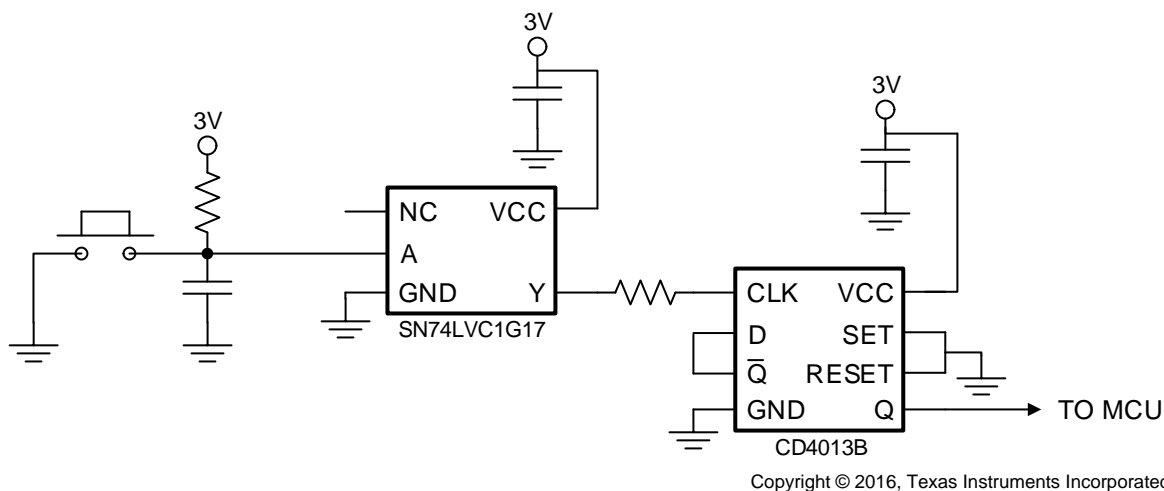 3V
3V
3V
NC VCC
A
GND Y
SN74LVC1G17
CLK VCC
D SET
Q̅ RESET
GND Q
TO MCU
CD4013B
Copyright © 2016, Texas Instruments Incorporated